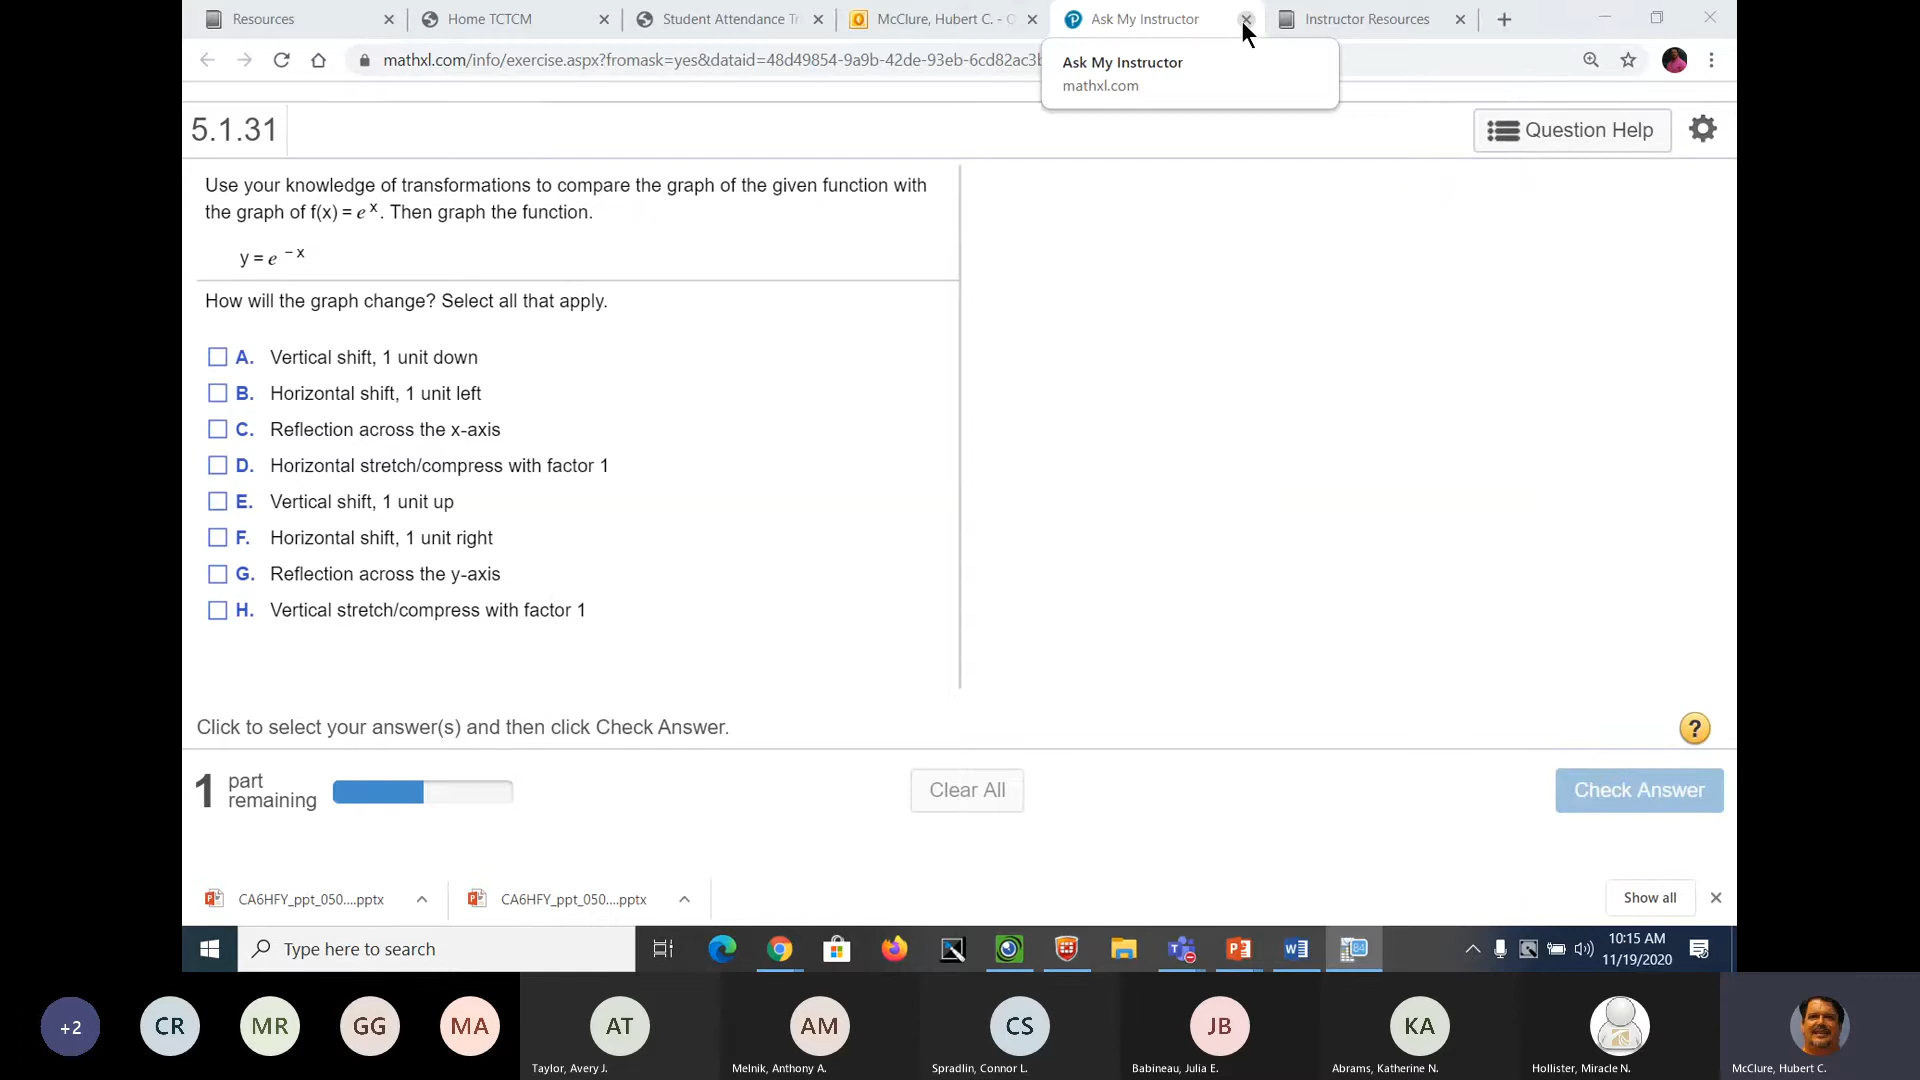 Resources
Home TCTCM
Student Attendance Tr
McClure, Hubert C. - O
Ask My Instructor
Instructor Resources
mathxl.com/info/exercise.aspx?fromask=yes&dataid=48d49854-9a9b-42de-93eb-6cd82ac3b
Ask My Instructor
mathxl.com
5.1.31
Question Help
Use your knowledge of transformations to compare the graph of the given function with
the graph of f(x) = e^x. Then graph the function.
y = e^-x
How will the graph change? Select all that apply.
A. Vertical shift, 1 unit down
B. Horizontal shift, 1 unit left
C. Reflection across the x-axis
D. Horizontal stretch/compress with factor 1
E. Vertical shift, 1 unit up
F. Horizontal shift, 1 unit right
G. Reflection across the y-axis
H. Vertical stretch/compress with factor 1
Click to select your answer(s) and then click Check Answer.
?
1 part
remaining
Clear All
Check Answer
CA6HFY_ppt_050....pptx
CA6HFY_ppt_050....pptx
Show all
Type here to search
10:15 AM
11/19/2020
+2
CR
MR
GG
MA
AT
AM
CS
JB
KA
Taylor, Avery J.
Melnik, Anthony A.
Spradlin, Connor L.
Babineau, Julia E.
Abrams, Katherine N.
Hollister, Miracle N.
McClure, Hubert C.